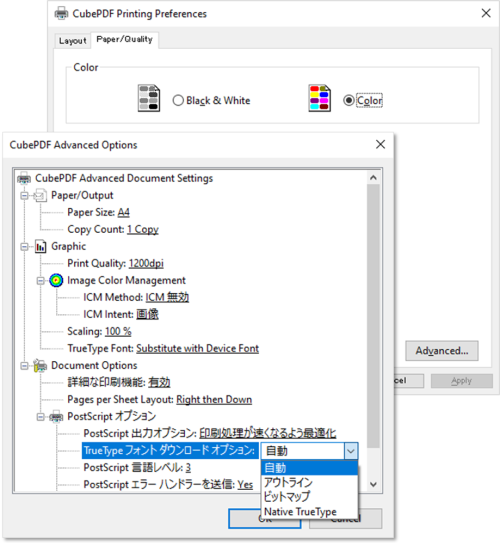 CubePDF Printing Preferences
Layout Paper/Quality
Color
Black & White
Color
CubePDF Advanced Options
CubePDF Advanced Document Settings
Paper/Output
Paper Size: A4
Copy Count: 1 Copy
Graphic
Print Quality: 1200dpi
Image Color Management
ICM Method: ICM 無効
ICM Intent: 画像
Scaling: 100 %
TrueType Font: Substitute with Device Font
Advanced...
Document Options
詳細な印刷機能: 有効
Apply
Pages per Sheet Layout: Right then Down
PostScript オプション
PostScript 出力オプション: 印刷処理が速くなるよう最適化
TrueType フォント ダウンロード オプション: 自動
自動
PostScript 言語レベル: 3
アウトライン
PostScript エラー ハンドラーを送信: Yes
ビットマップ
Native TrueType